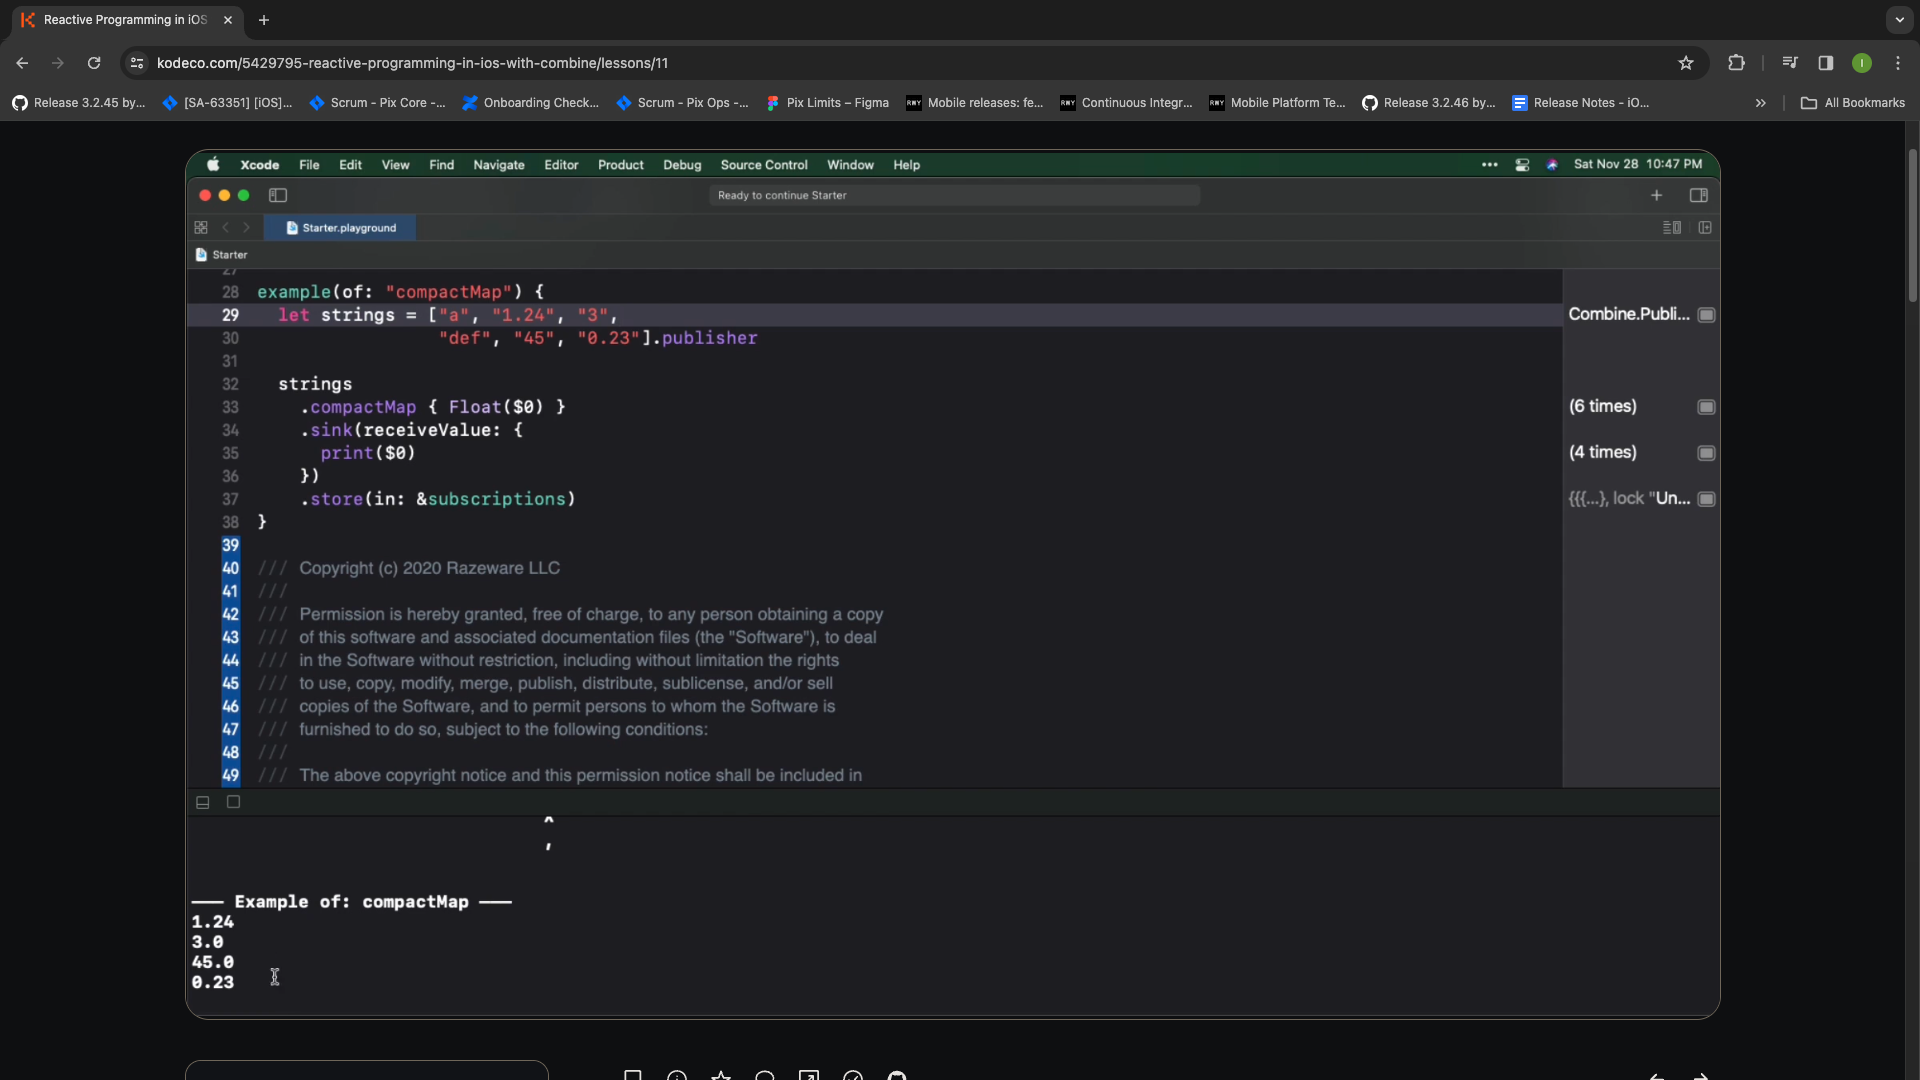 Reactive Programming in iOS
kodeco.com/5429795-reactive-programming-in-ios-with-combine/lessons/11
I
Release 3.2.45 by...
[SA-63351] [iOS]...
Scrum - Pix Core -...
Onboarding Check...
Scrum - Pix Ops -...
Pix Limits – Figma
RWY
Mobile releases: fe...
RWY
Continuous Integr...
RWY
Mobile Platform Te...
Release 3.2.46 by...
Release Notes - iO...
»
All Bookmarks
Xcode File Edit View Find Navigate Editor Product Debug Source Control Window Help
Sat Nov 28 10:47 PM
Ready to continue Starter
Starter.playground
Starter
27
28 example(of: "compactMap") {
29 let strings = ["a", "1.24", "3",
Combine.Publi...
30 "def", "45", "0.23"].publisher
31
32 strings
33 .compactMap { Float($0) }
(6 times)
34 .sink(receiveValue: {
35 print($0)
(4 times)
36 })
37 .store(in: &subscriptions)
{{{...}, lock "Un...
38 }
39
40 /// Copyright (c) 2020 Razeware LLC
41 ///
42 /// Permission is hereby granted, free of charge, to any person obtaining a copy
43 /// of this software and associated documentation files (the "Software"), to deal
44 /// in the Software without restriction, including without limitation the rights
45 /// to use, copy, modify, merge, publish, distribute, sublicense, and/or sell
46 /// copies of the Software, and to permit persons to whom the Software is
47 /// furnished to do so, subject to the following conditions:
48 ///
49 /// The above copyright notice and this permission notice shall be included in
^
,
——— Example of: compactMap ———
1.24
3.0
45.0
0.23